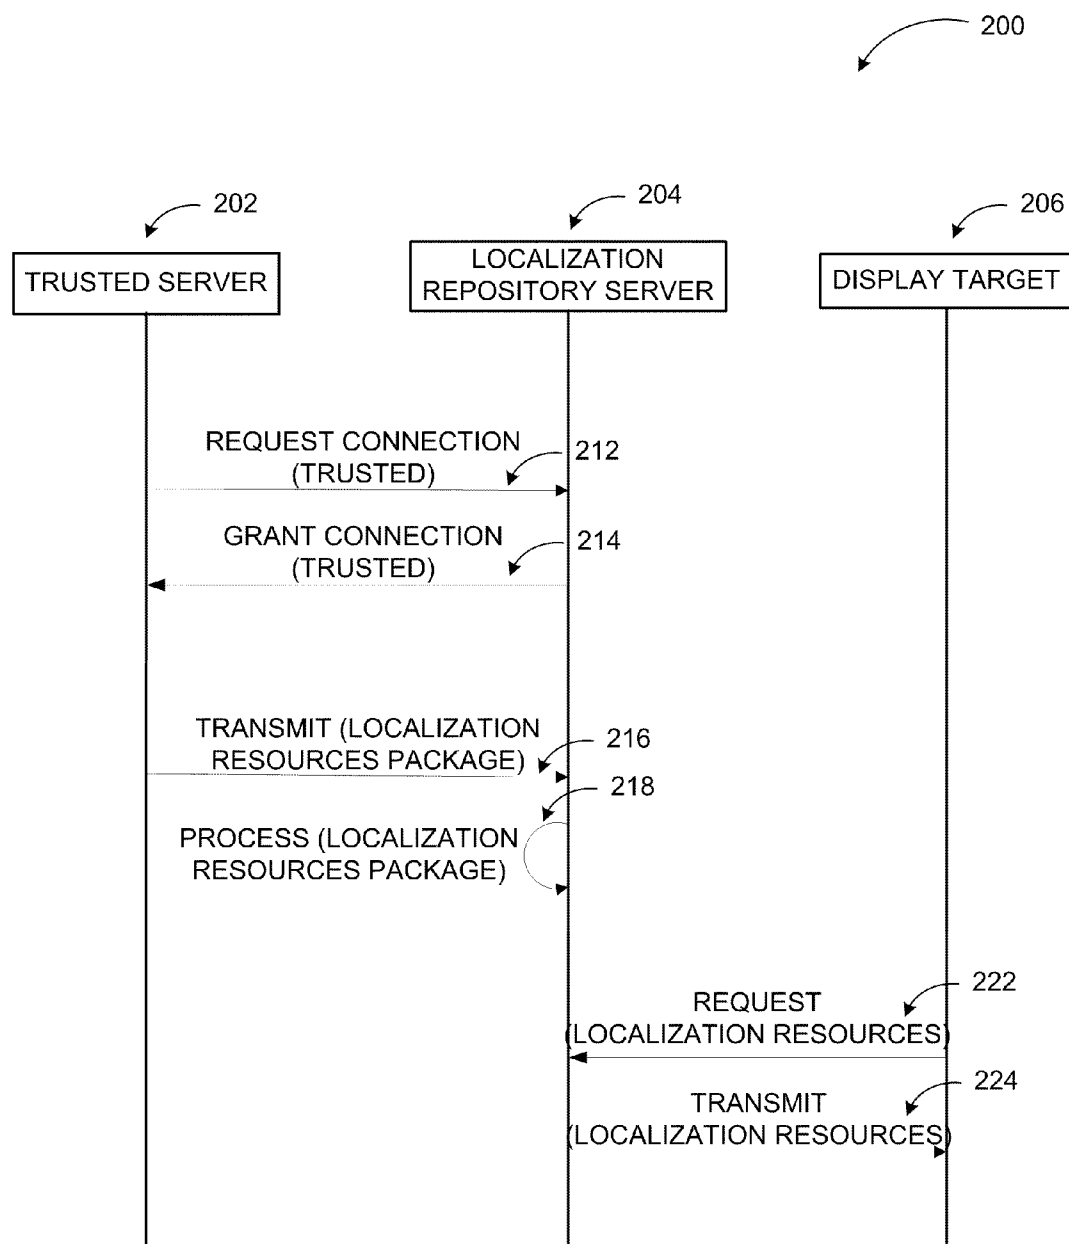 200
202
204
206
TRUSTED SERVER
LOCALIZATION
REPOSITORY SERVER
DISPLAY TARGET
REQUEST CONNECTION
(TRUSTED)
212
GRANT CONNECTION
(TRUSTED)
214
TRANSMIT (LOCALIZATION
RESOURCES PACKAGE)
216
218
PROCESS (LOCALIZATION
RESOURCES PACKAGE)
222
REQUEST
(LOCALIZATION RESOURCES)
224
TRANSMIT
(LOCALIZATION RESOURCES)